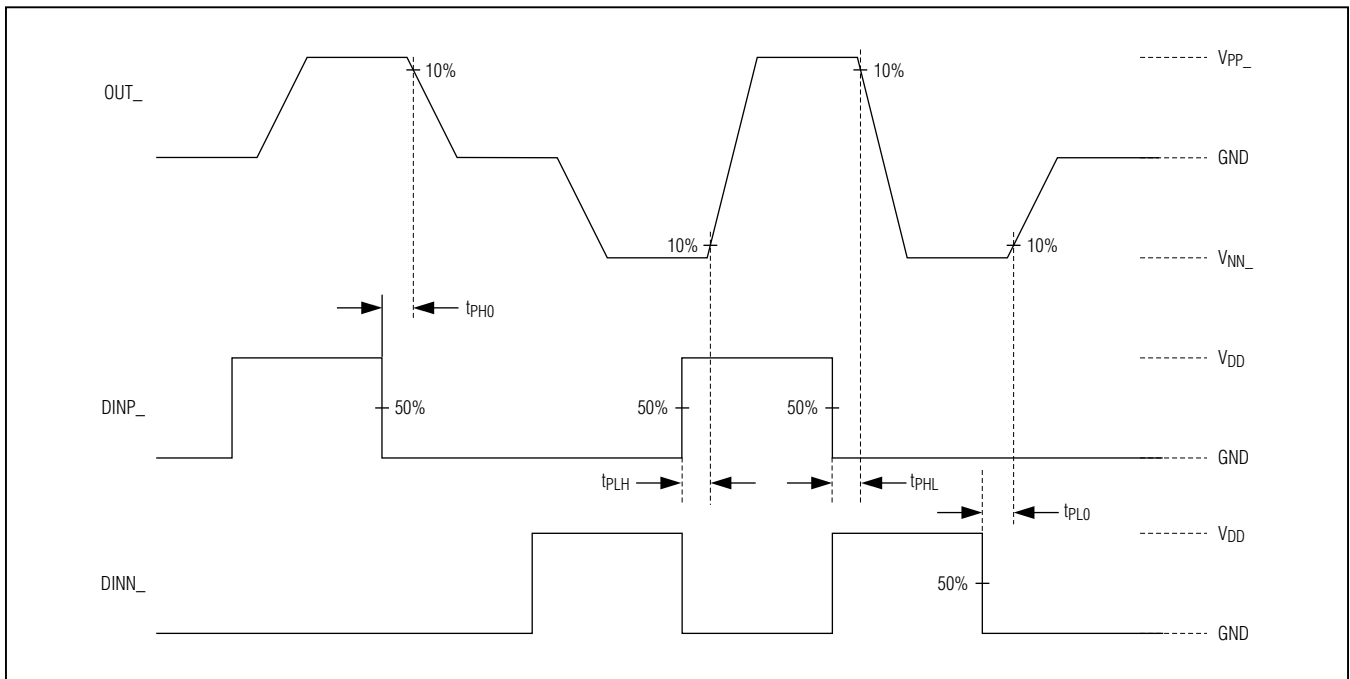 VPP_
10%
10%
OUT_
GND
10%
10%
VNN_
tPH0
VDD
DINP_
50%
50%
50%
GND
tPLH
tPHL
tPL0
VDD
DINN_
50%
GND